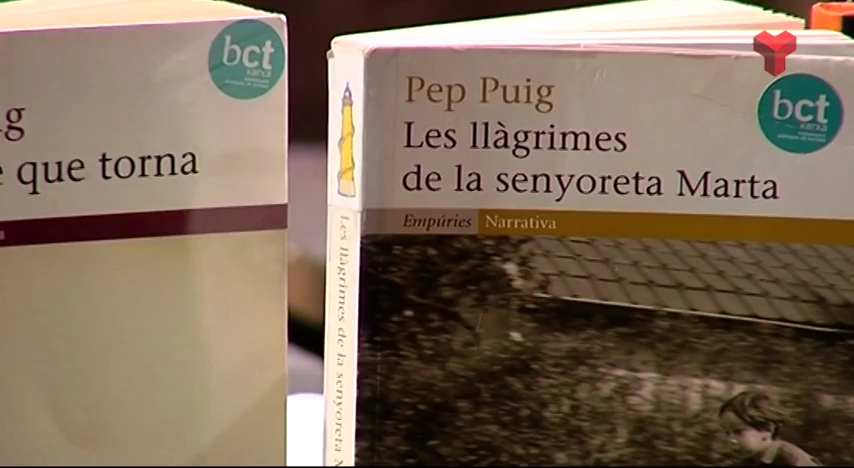 bct
xarxa
g
que torna
Pep Puig
Les llàgrimes
de la senyoreta Marta
Empúries Narrativa
bct
xarxa
Les llàgrimes de la senyoreta